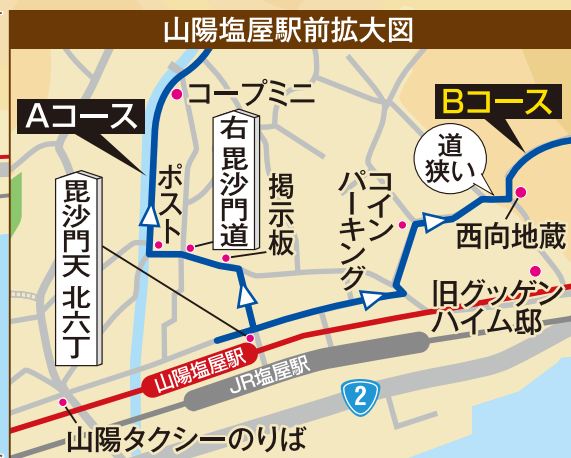 山陽塩屋駅前拡大図
コープミニ
Aコース
Bコース
右 毘沙門道
道
狭い
ポスト
掲示板
コイン
パーキング
毘沙門天 北六丁
西向地蔵
旧グッゲン
ハイム邸
山陽塩屋駅
JR塩屋駅
2
山陽タクシーのりば